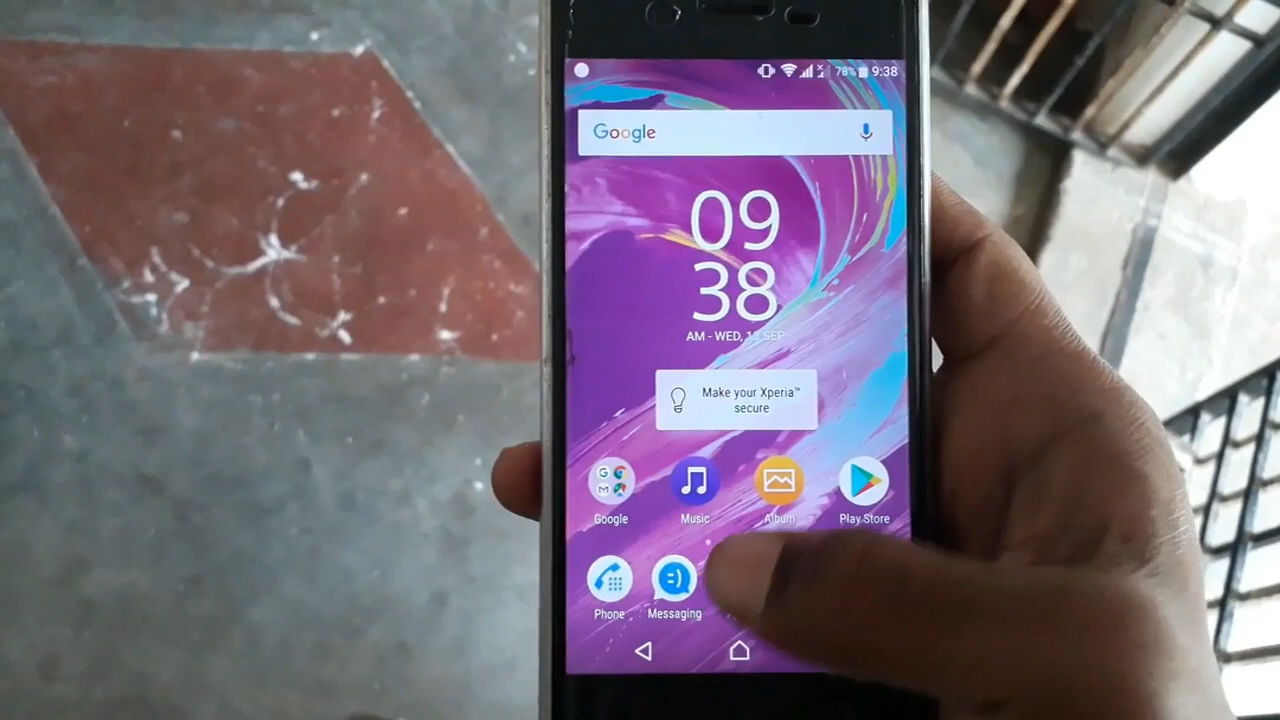 78% 9:38
Google
09
38
AM - WED, 13 SEP
Make your Xperia™
secure
Google Music Album Play Store
Phone Messaging